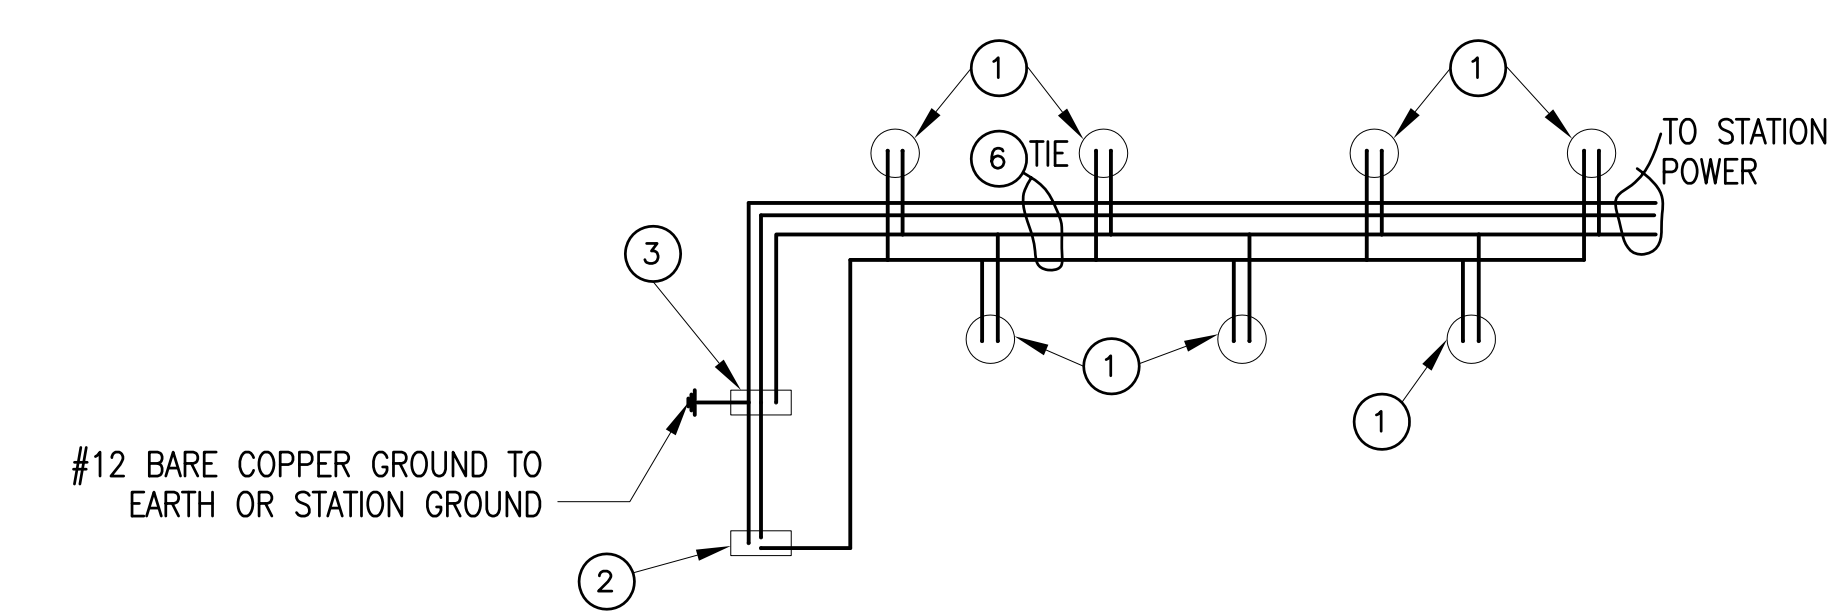 1
1
6 TIE
TO STATION
POWER
3
1
1
#12 BARE COPPER GROUND TO
EARTH OR STATION GROUND
2